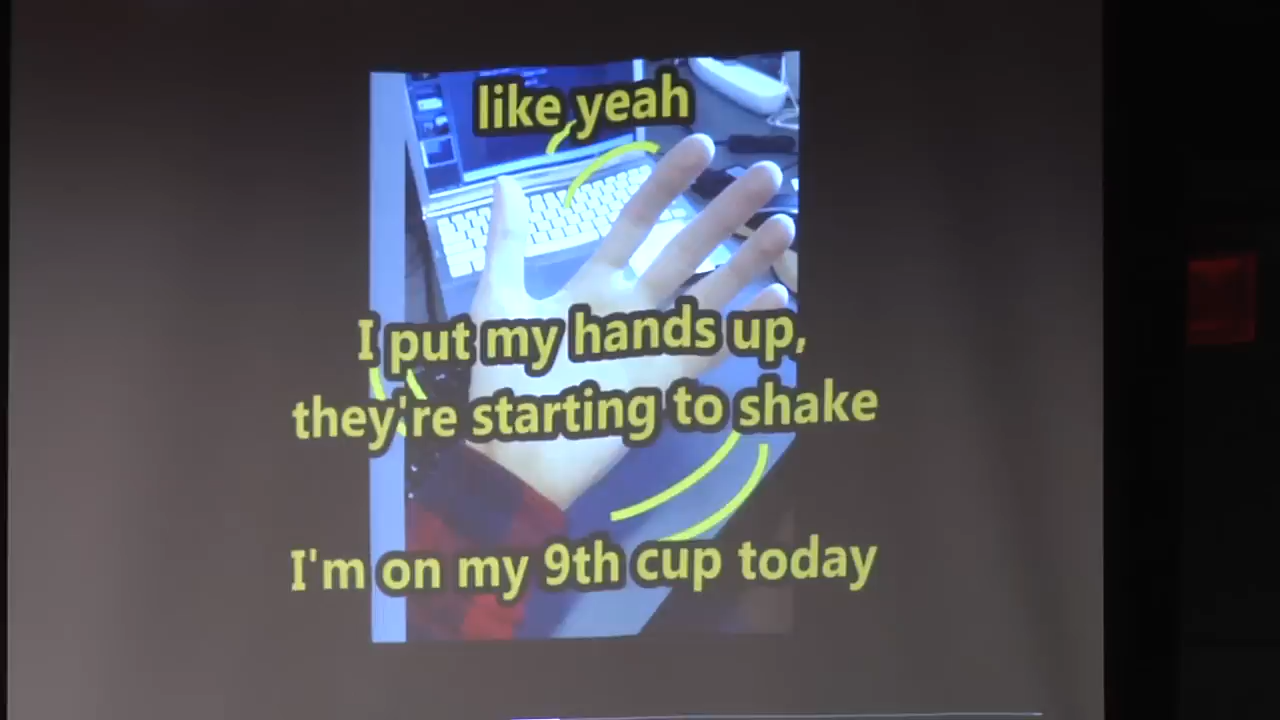 like yeah
I put my hands up,
they're starting to shake
I'm on my 9th cup today